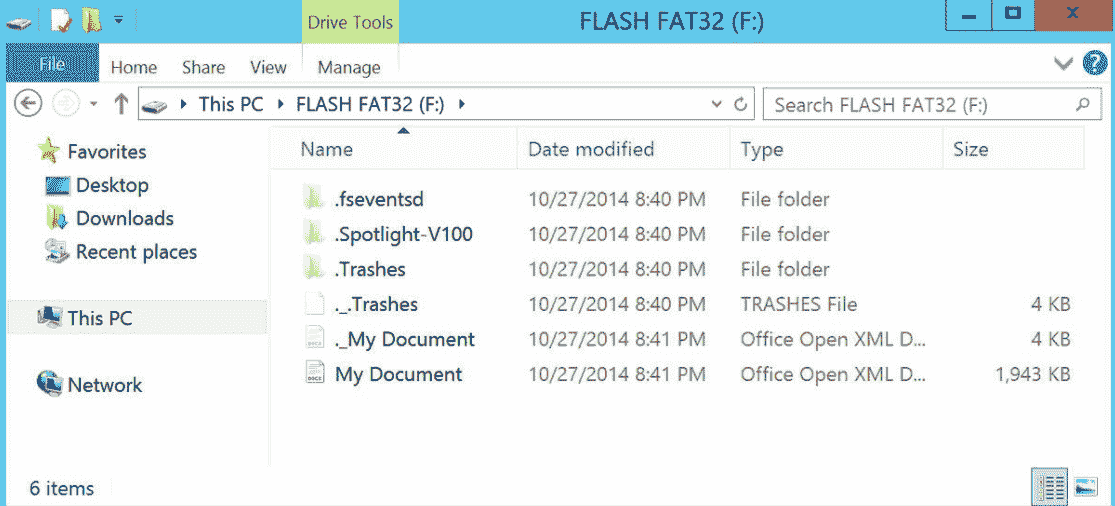 Drive Tools
FLASH FAT32 (F:)
File Home Share View Manage
This PC FLASH FAT32 (F:) Search FLASH FAT32 (F:)
Favorites
Desktop
Downloads
Recent places
This PC
Network
Name Date modified Type Size
.fseventsd 10/27/2014 8:40 PM File folder
.Spotlight-V100 10/27/2014 8:40 PM File folder
.Trashes 10/27/2014 8:40 PM File folder
._.Trashes 10/27/2014 8:40 PM TRASHES File 4 KB
._My Document 10/27/2014 8:41 PM Office Open XML D... 4 KB
My Document 10/27/2014 8:41 PM Office Open XML D... 1,943 KB
6 items